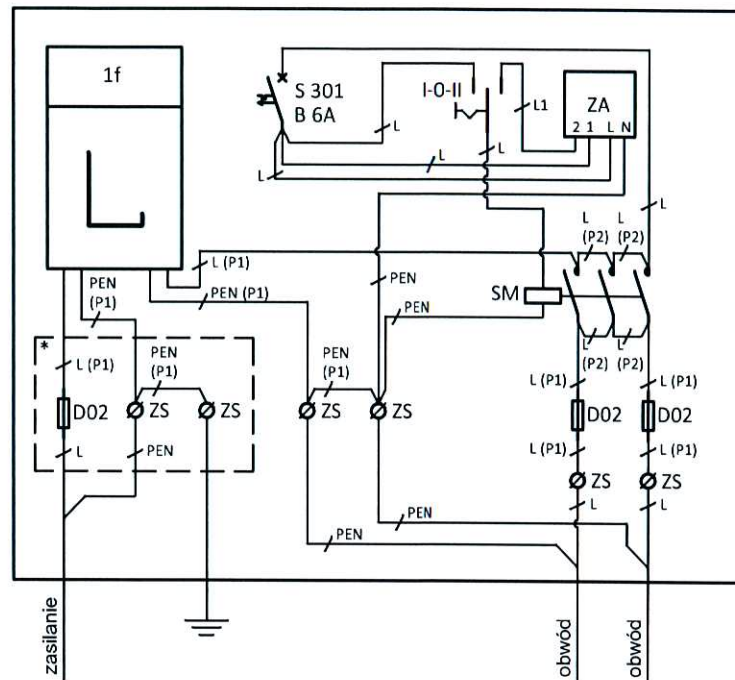 1f
S 301
B 6A
I-0-II
ZA
2 1 L N
L
L1
L
L
L
L
L (P1)
L
(P2)
L
(P2)
PEN
(P1)
PEN (P1)
PEN
SM
PEN
*
L (P1)
PEN
(P1)
PEN
(P1)
L
(P2)
L
(P2)
L (P1)
L (P1)
D02
ZS
ZS
ZS
ZS
D02
D02
L
PEN
L (P1)
L (P1)
ZS
ZS
L
L
PEN
PEN
zasilanie
obwód
obwód